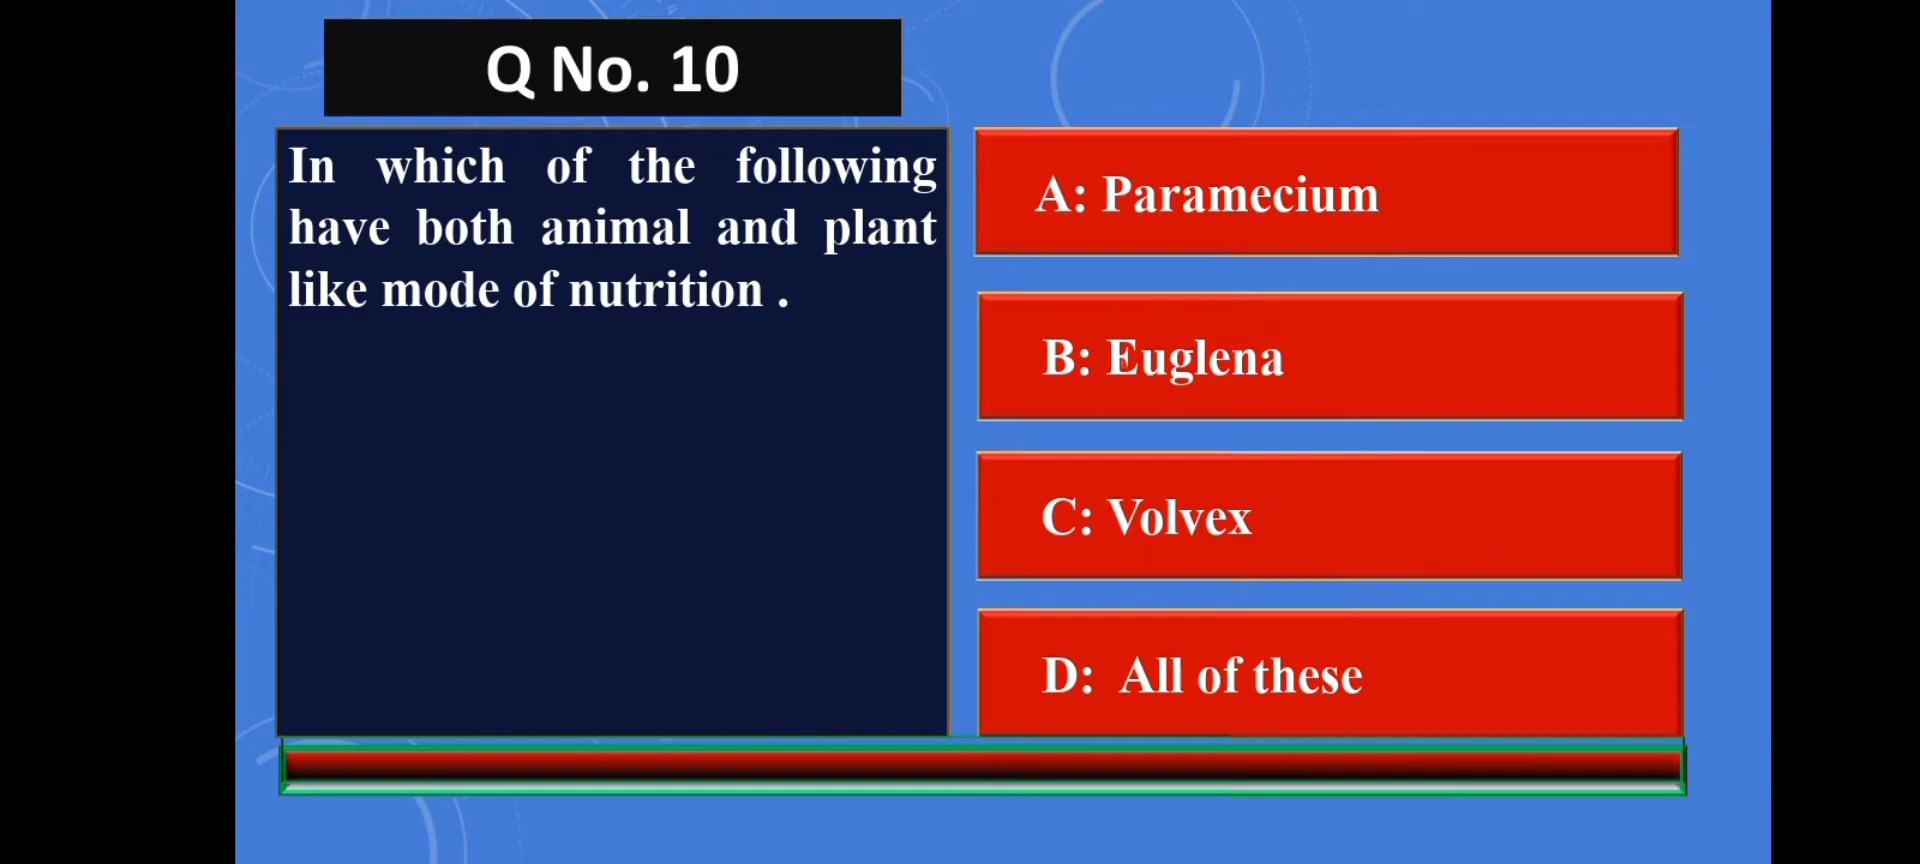 Q No. 10
In which of the following
have both animal and plant
like mode of nutrition .
A: Paramecium
B: Euglena
C: Volvex
D: All of these